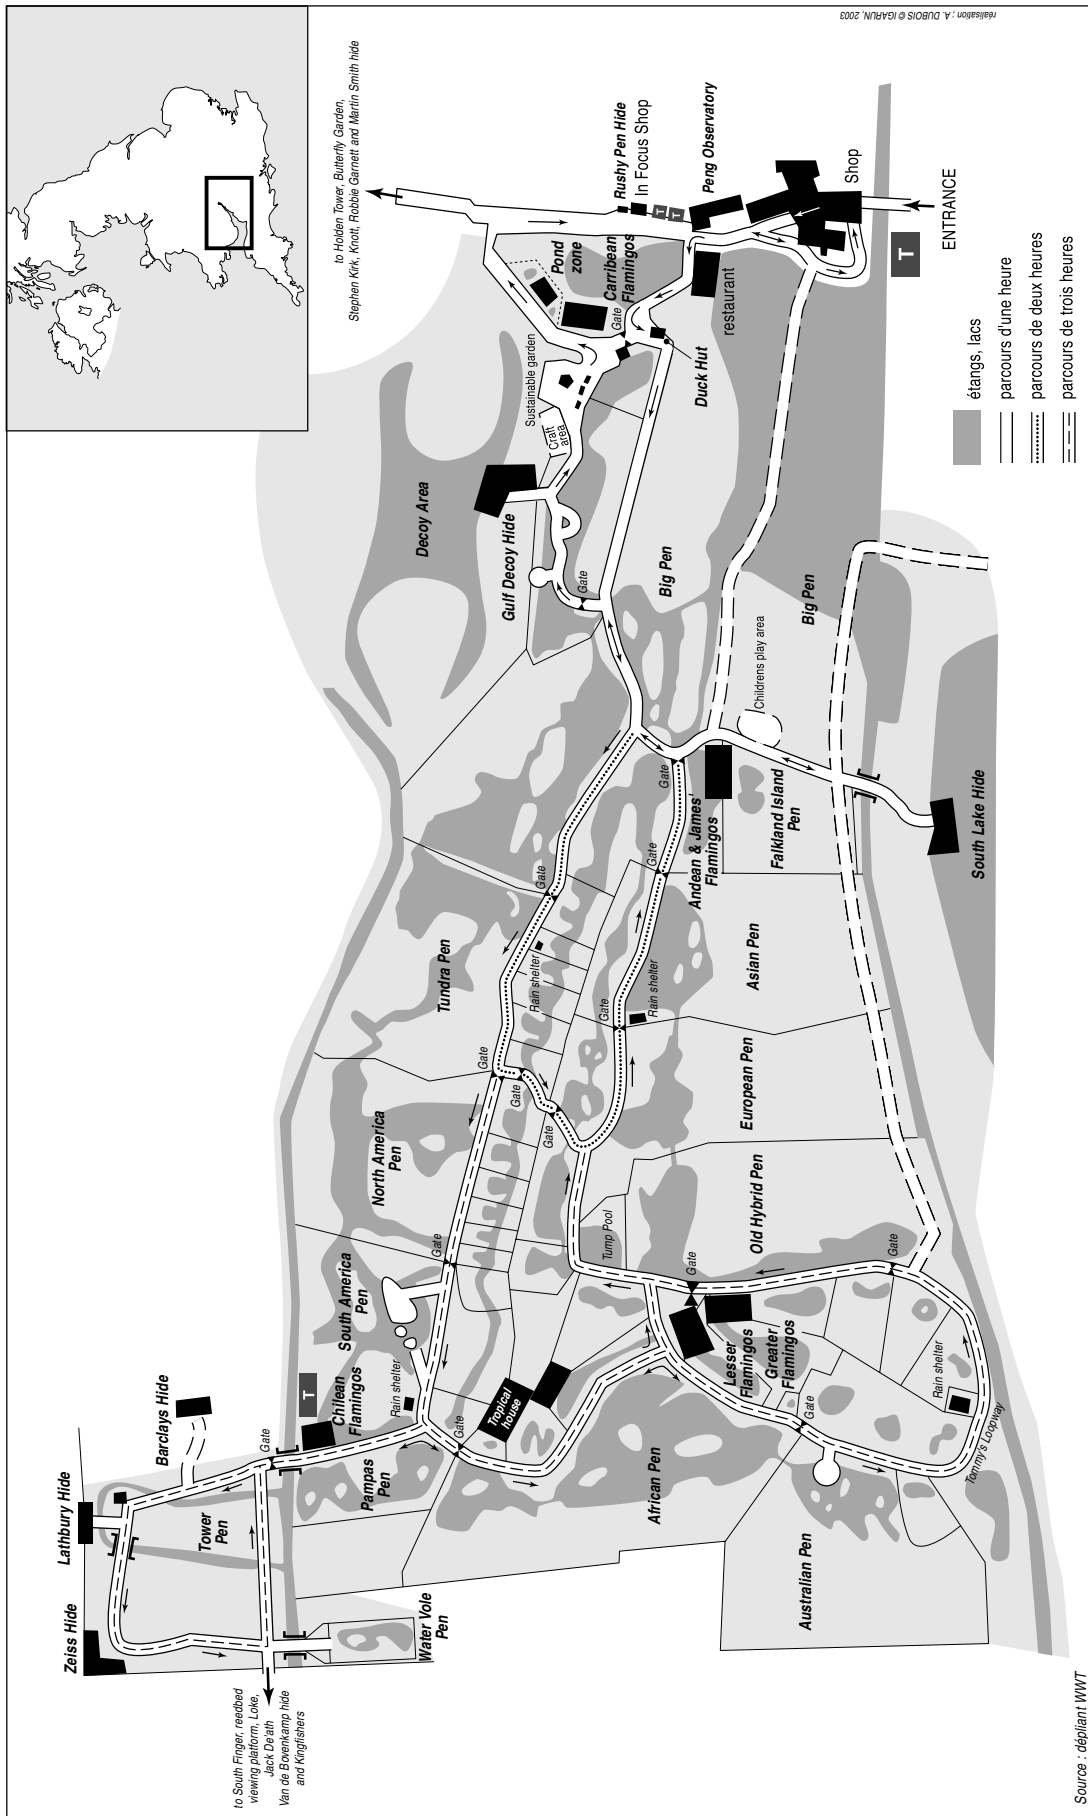 réalisation ; A. DUBOIS © IGARUN, 2003
to Holden Tower, Butterfly Garden,
Stephen Kirk, Knott, Robbie Garnett and Martin Smith hide
Rushy Pen Hide
In Focus Shop
T
T
Peng Observatory
Shop
ENTRANCE
T
Pond
zone
Carribean
Flamingos
Gate
restaurant
Duck Hut
Sustainable garden
Craft
area
Decoy Area
Gulf Decoy Hide
Gate
Big Pen
Big Pen
Childrens play area
Gate
Andean & James'
Flamingos
Falkland Island
Pen
South Lake Hide
Gate
Gate
Tundra Pen
Rain shelter
Gate
Rain shelter
Asian Pen
Gate
Gate
Gate
European Pen
North America
Pen
Gate
Tump Pool
Old Hybrid Pen
Gate
Gate
South America
Pen
Rain shelter
Chilean
Flamingos
T
Gate
Tropical
house
Lesser
Flamingos
Greater
Flamingos
Gate
Rain shelter
Tommy's Loopway
Barclays Hide
Gate
Pampas
Pen
African Pen
Australian Pen
Lathbury Hide
Tower
Pen
Zeiss Hide
Water Vole
Pen
to South Finger, reedbed
viewing platform, Loke,
Jack De'ath
Van de Bovenkamp hide
and Kingfishers
étangs, lacs
parcours d'une heure
parcours de deux heures
parcours de trois heures
Source : dépliant WWT